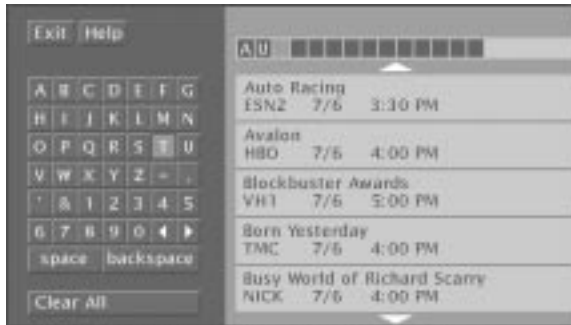 Exit Help
A B C D E F G
H I J K L M N
O P Q R S T U
V W X Y Z - .
' & 1 2 3 4 5
6 7 8 9 0
space backspace
Clear All
A U
Auto Racing
ESN2 7/6 3:30 PM
Avalon
HBO 7/6 4:00 PM
Blockbuster Awards
VH1 7/6 5:00 PM
Born Yesterday
TMC 7/6 4:00 PM
Busy World of Richard Scarry
NICK 7/6 4:00 PM